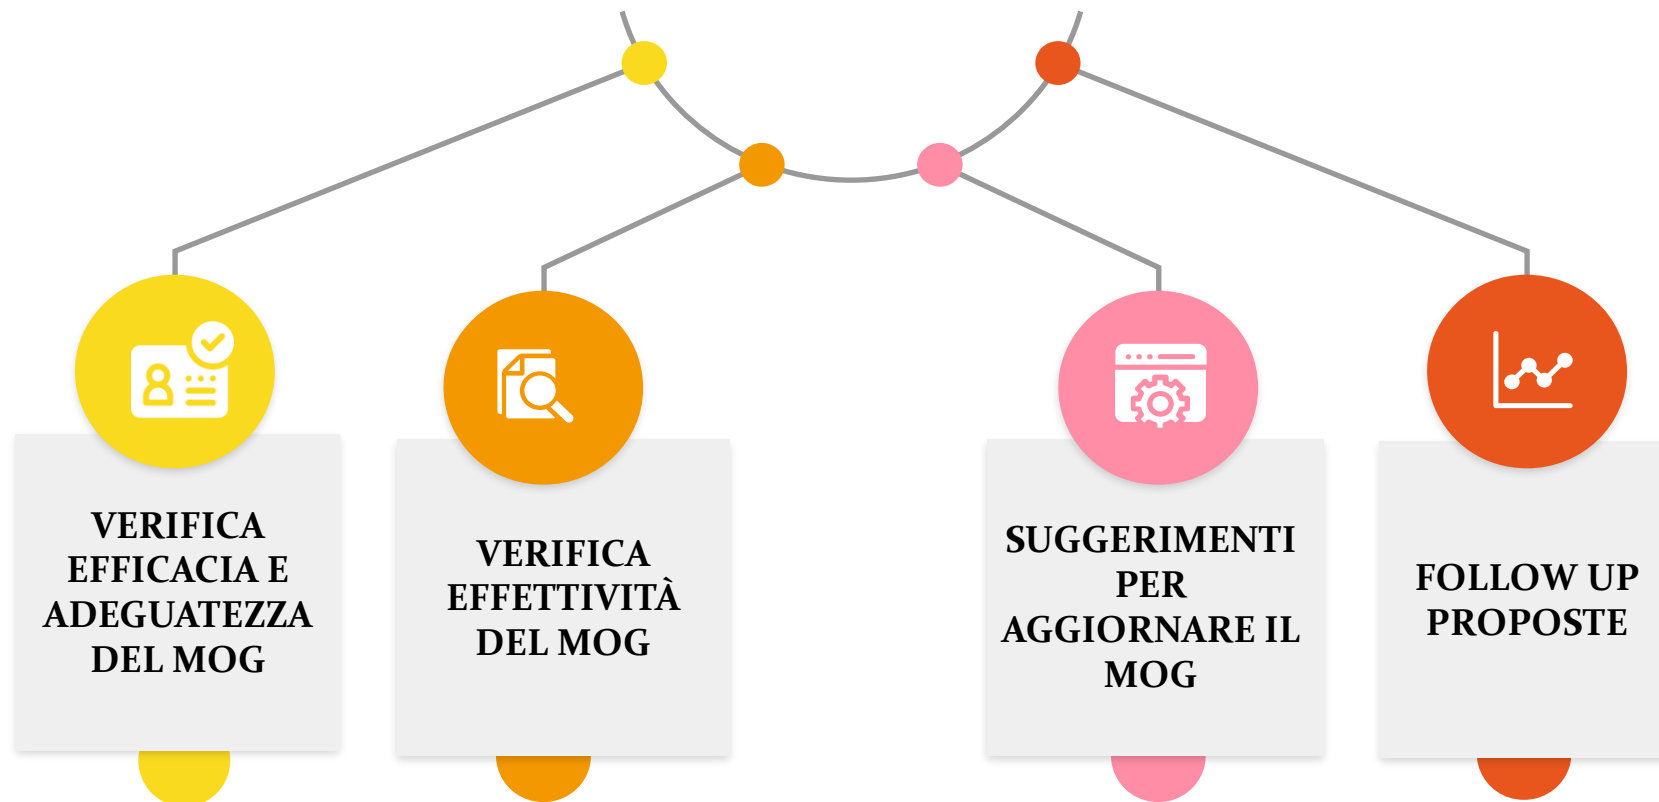 VERIFICA
EFFICACIA E
ADEGUATEZZA
DEL MOG
VERIFICA
EFFETTIVITÀ
DEL MOG
SUGGERIMENTI
PER
AGGIORNARE IL
MOG
FOLLOW UP
PROPOSTE